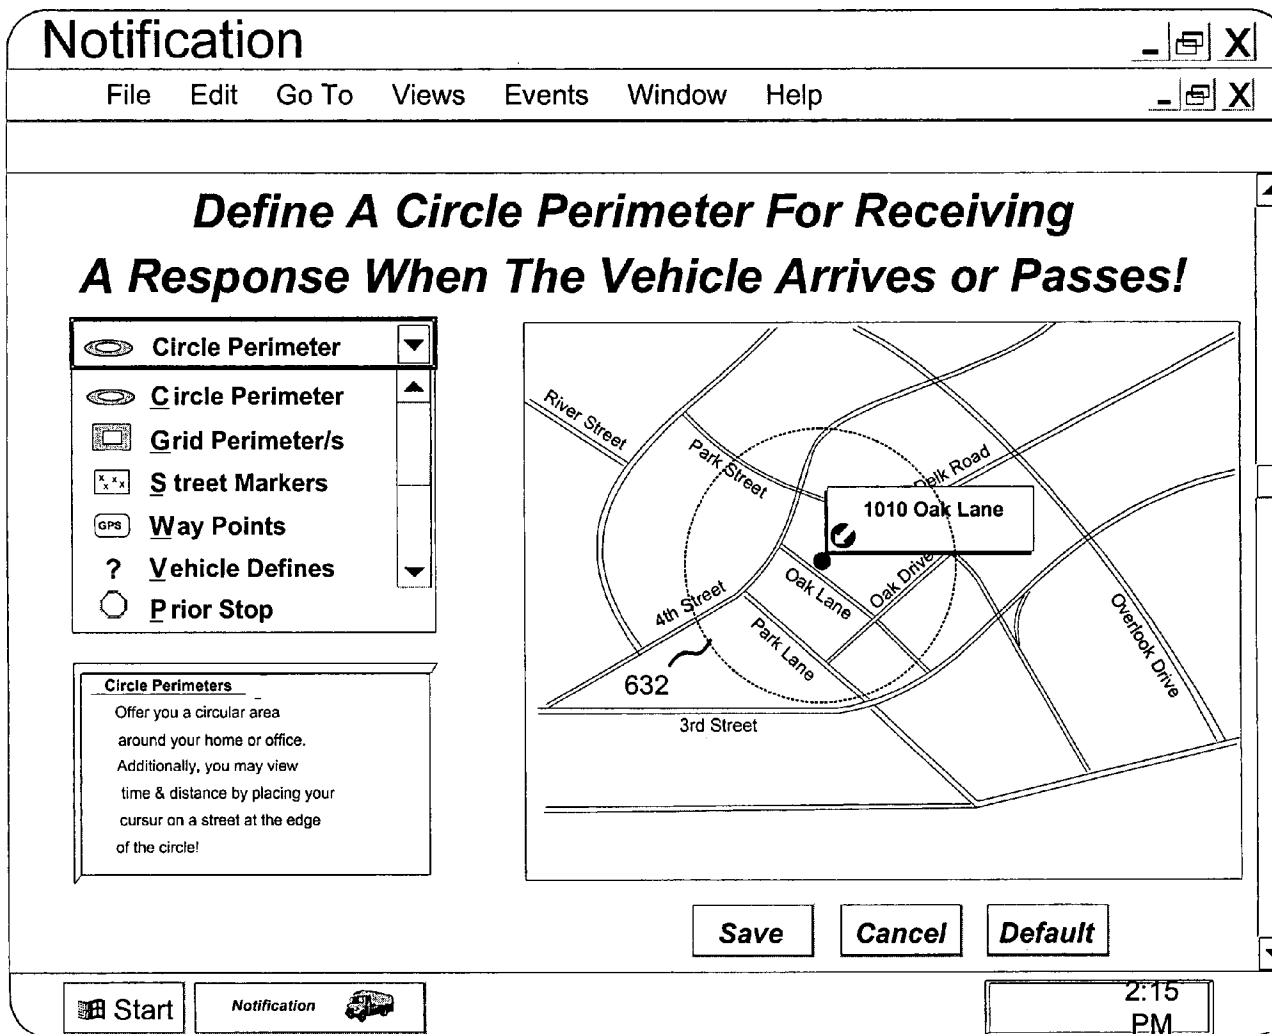 Notification
File Edit Go To Views Events Window Help
Define A Circle Perimeter For Receiving
A Response When The Vehicle Arrives or Passes!
Circle Perimeter
Circle Perimeter
Grid Perimeter/s
Street Markers
GPS Way Points
? Vehicle Defines
Prior Stop
Circle Perimeters
Offer you a circular area
around your home or office.
Additionally, you may view
time & distance by placing your
cursur on a street at the edge
of the circle!
River Street
Park Street
Delk Road
1010 Oak Lane
Oak Lane
Oak Drive
4th Street
Park Lane
Overlook Drive
632
3rd Street
Save Cancel Default
Start Notification
2:15
PM